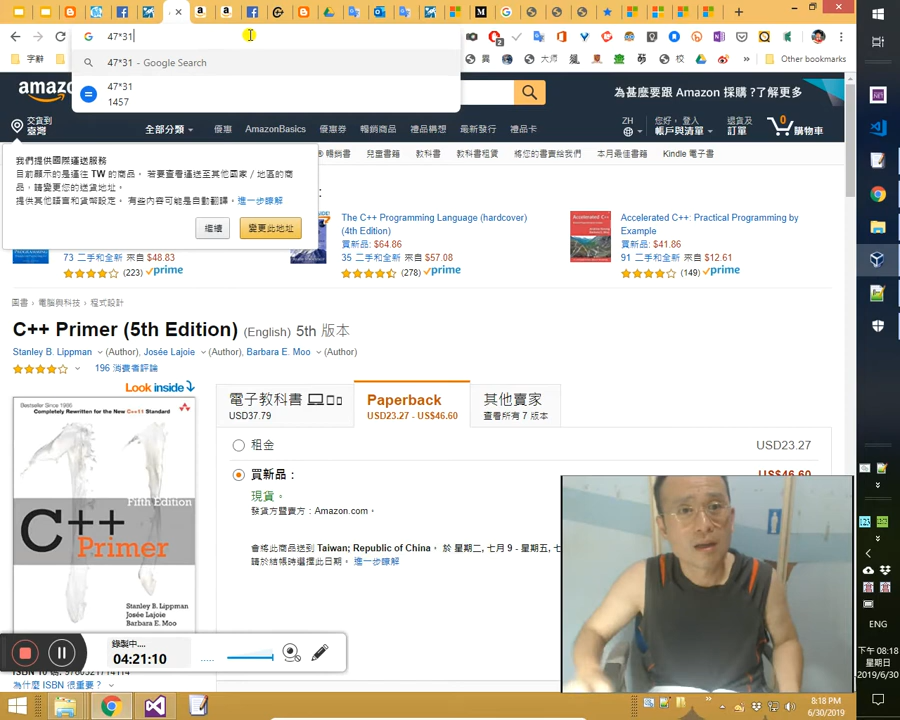 47*31
47*31 - Google Search
47*31
1457
字辭
Other bookmarks
amaz
為甚麼要跟 Amazon 採購 ?了解更多
交貨到
臺灣
全部分類
優惠
AmazonBasics
優惠券
暢銷商品
禮品構想
最新發行
禮品卡
ZH
您好, 登入
帳戶與清單
退貨及
訂單
0
購物車
暢銷書
兒童書籍
教科書
教科書租賃
將您的書賣給我們
本月最佳書籍
Kindle 電子書
我們提供國際運送服務
目前顯示的是運往 TW 的商品。 若要查看運送至其他國家 / 地區的商
品,請變更您的送貨地址。
提供其他語言和貨幣設定。 有些內容可能是自動翻譯。進一步瞭解
繼續
變更此地址
73 二手和全新 來自 $48.83
(223) prime
The C++ Programming Language (hardcover)
(4th Edition)
買新品: $64.86
35 二手和全新 來自 $57.08
(278) prime
Accelerated C++: Practical Programming by
Example
買新品: $41.86
91 二手和全新 來自 $12.61
(149) prime
圖書 › 電腦與科技 › 程式設計
C++ Primer (5th Edition) (English) 5th 版本
Stanley B. Lippman (Author), Josée Lajoie (Author), Barbara E. Moo (Author)
196 消費者評論
Look inside
Bestseller Since 1986
Completely Rewritten for the New C++11 Standard
Fifth Edition
C++
Primer
Stanley B. Lippman
Josée Lajoie
Barbara E. Moo
電子教科書
USD37.79
Paperback
USD23.27 - US$46.60
其他賣家
查看所有 7 版本
租金
USD23.27
買新品:
US$46.60
現貨。
發貨方暨賣方:Amazon.com。
會將此商品送到 Taiwan; Republic of China。 於 星期二, 七月 9 - 星期五, 七
請於結帳時選擇此日期。 進一步瞭解
錄製中....
04:21:10
為什麼 ISBN 很重要?
ENG
下午 08:18
星期日
2019/6/30
8:18 PM
6/30/2019